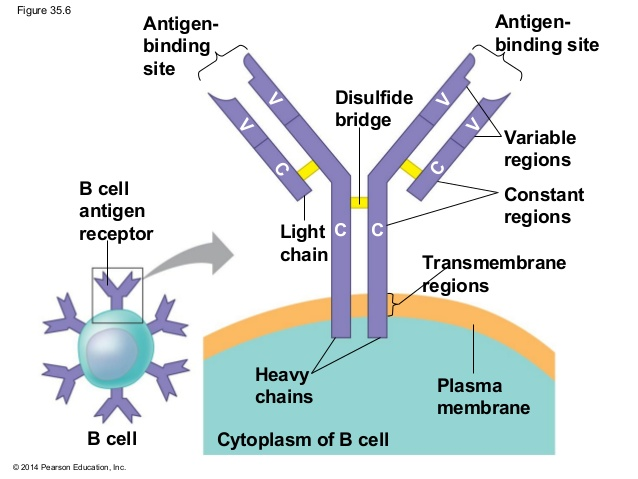 Figure 35.6
Antigen-
binding
site
Antigen-
binding site
Disulfide
bridge
V
V
V
V
C
C
Variable
regions
Constant
regions
B cell
antigen
receptor
Light
chain
C
C
Transmembrane
regions
Heavy
chains
Plasma
membrane
B cell
Cytoplasm of B cell
© 2014 Pearson Education, Inc.